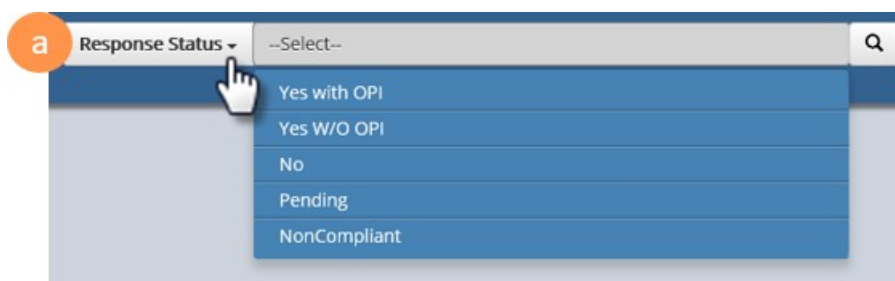 a Response Status --Select--
Yes with OPI
Yes W/O OPI
No
Pending
NonCompliant